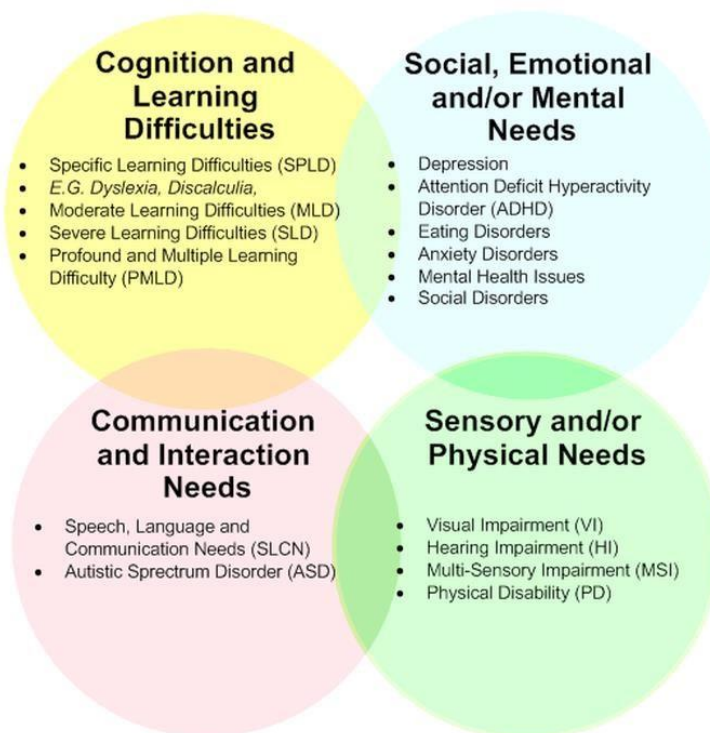 Cognition and
Learning
Difficulties
• Specific Learning Difficulties (SPLD)
• E.G. Dyslexia, Discalculia,
• Moderate Learning Difficulties (MLD)
• Severe Learning Difficulties (SLD)
• Profound and Multiple Learning
Difficulty (PMLD)
Social, Emotional
and/or Mental
Needs
• Depression
• Attention Deficit Hyperactivity
Disorder (ADHD)
• Eating Disorders
• Anxiety Disorders
• Mental Health Issues
• Social Disorders
Communication
and Interaction
Needs
• Speech, Language and
Communication Needs (SLCN)
• Autistic Sprectrum Disorder (ASD)
Sensory and/or
Physical Needs
• Visual Impairment (VI)
• Hearing Impairment (HI)
• Multi-Sensory Impairment (MSI)
• Physical Disability (PD)